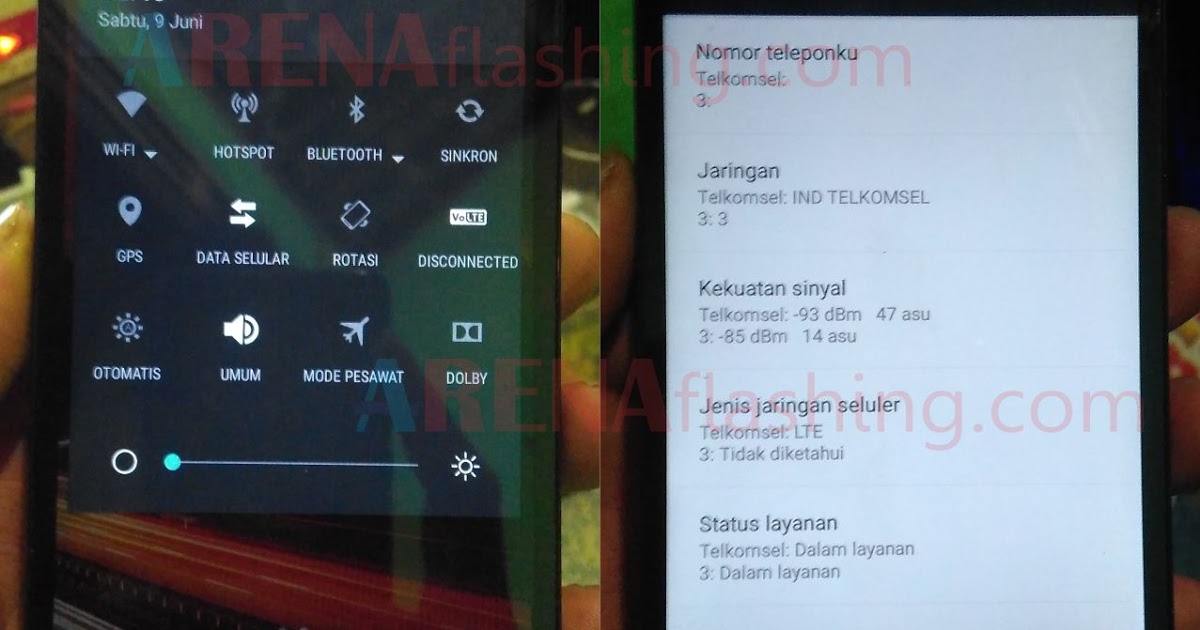 Sabtu, 9 Juni
ARENAflashing.com
WI-FI
HOTSPOT
BLUETOOTH
SINKRON
GPS
DATA SELULAR
ROTASI
VoLTE
DISCONNECTED
A
OTOMATIS
UMUM
MODE PESAWAT
DOLBY
Nomor teleponku
Telkomsel:
3:
Jaringan
Telkomsel: IND TELKOMSEL
3: 3
Kekuatan sinyal
Telkomsel: -93 dBm 47 asu
3: -85 dBm 14 asu
ARENAflashing.com
Jenis jaringan seluler
Telkomsel: LTE
3: Tidak diketahui
Status layanan
Telkomsel: Dalam layanan
3: Dalam layanan